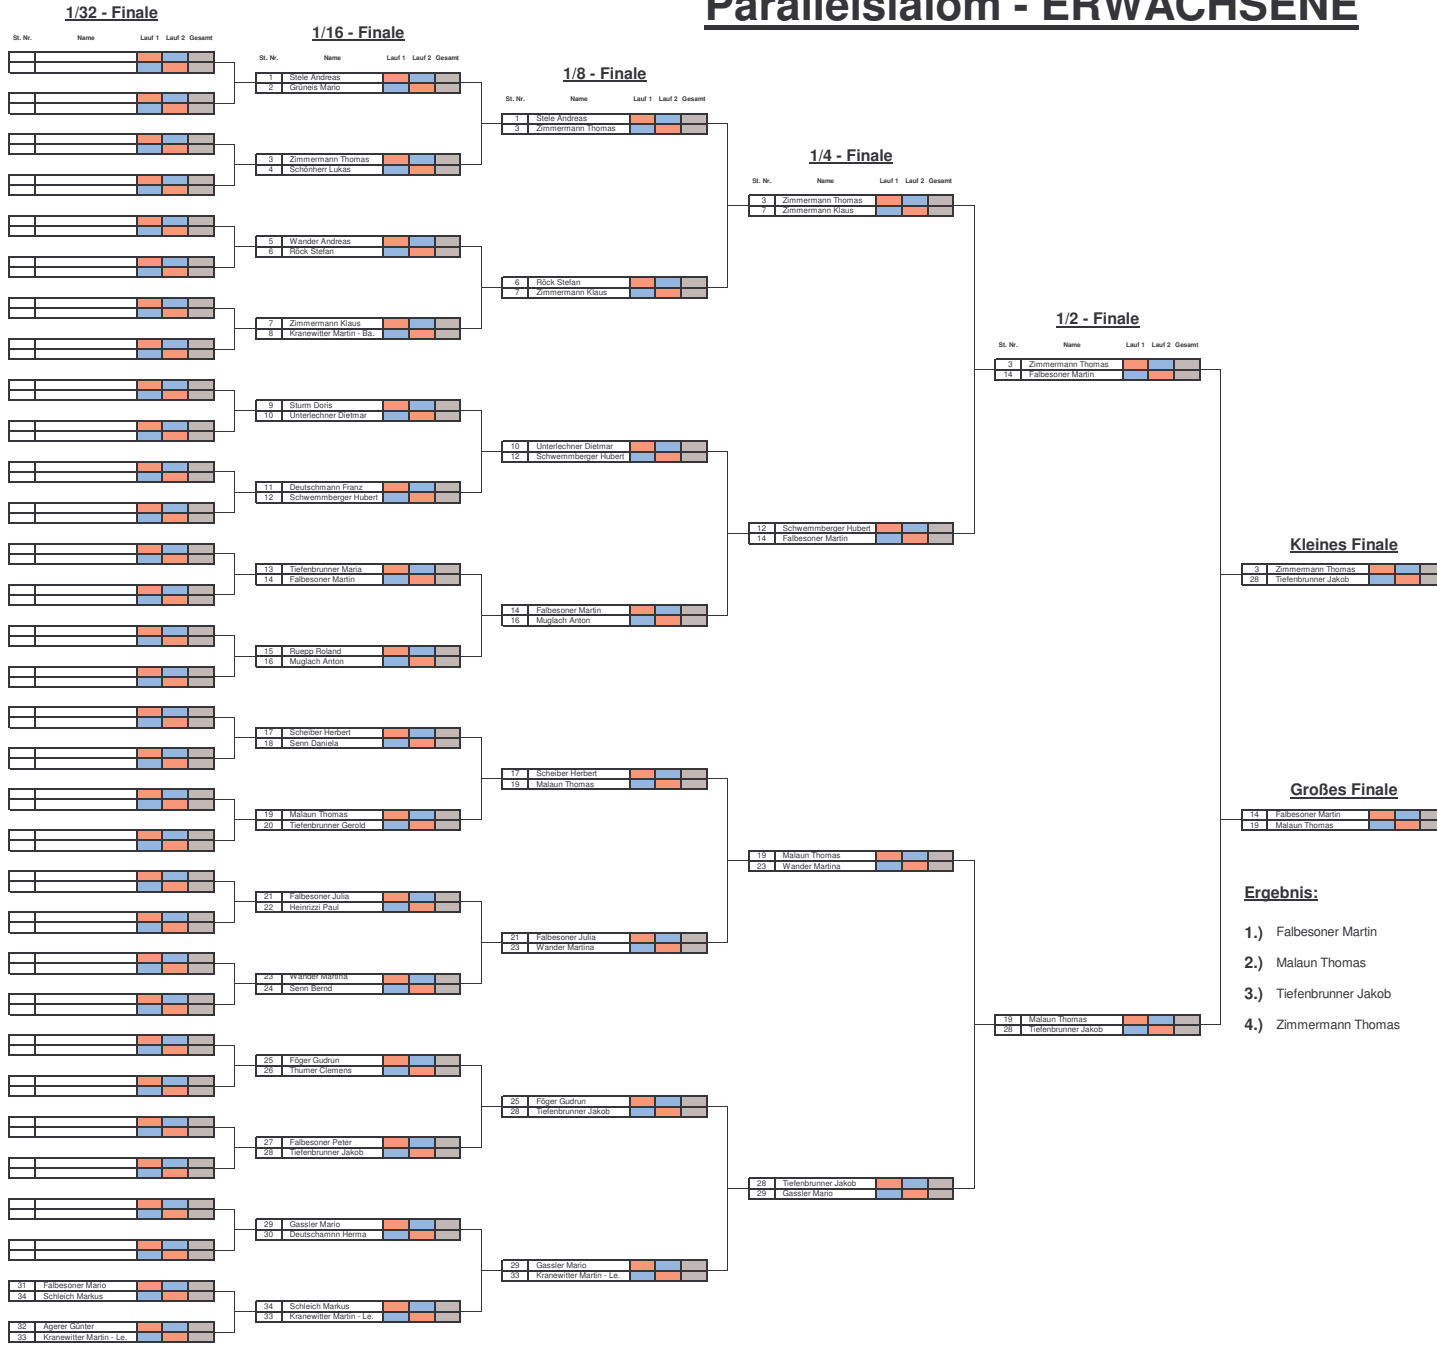 Parallelslalom - ERWACHSENE
1/32 - Finale
St. Nr. Name Lauf 1 Lauf 2 Gesamt
31 Falbesoner Mario
34 Schleich Markus
32 Agerer Günter
33 Kranewitter Martin - Le.
1/16 - Finale
St. Nr. Name Lauf 1 Lauf 2 Gesamt
1 Stele Andreas
2 Grüneis Mario
3 Zimmermann Thomas
4 Schönherr Lukas
5 Wander Andreas
6 Röck Stefan
7 Zimmermann Klaus
8 Kranewitter Martin - Ba.
9 Sturm Doris
10 Unterlechner Dietmar
11 Deutschmann Franz
12 Schwemmberger Hubert
13 Tiefenbrunner Maria
14 Falbesoner Martin
15 Ruepp Roland
16 Muglach Anton
17 Scheiber Herbert
18 Senn Daniela
19 Malaun Thomas
20 Tiefenbrunner Gerold
21 Falbesoner Julia
22 Heinrizzi Paul
23 Wander Martina
24 Senn Bernd
25 Föger Gudrun
26 Thurner Clemens
27 Falbesoner Peter
28 Tiefenbrunner Jakob
29 Gassler Mario
30 Deutschamnn Herma
34 Schleich Markus
33 Kranewitter Martin - Le.
1/8 - Finale
St. Nr. Name Lauf 1 Lauf 2 Gesamt
1 Stele Andreas
3 Zimmermann Thomas
6 Röck Stefan
7 Zimmermann Klaus
10 Unterlechner Dietmar
12 Schwemmberger Hubert
14 Falbesoner Martin
16 Muglach Anton
17 Scheiber Herbert
19 Malaun Thomas
21 Falbesoner Julia
23 Wander Martina
25 Föger Gudrun
28 Tiefenbrunner Jakob
29 Gassler Mario
33 Kranewitter Martin - Le.
1/4 - Finale
St. Nr. Name Lauf 1 Lauf 2 Gesamt
3 Zimmermann Thomas
7 Zimmermann Klaus
12 Schwemmberger Hubert
14 Falbesoner Martin
19 Malaun Thomas
23 Wander Martina
28 Tiefenbrunner Jakob
29 Gassler Mario
1/2 - Finale
St. Nr. Name Lauf 1 Lauf 2 Gesamt
3 Zimmermann Thomas
14 Falbesoner Martin
19 Malaun Thomas
28 Tiefenbrunner Jakob
Kleines Finale
3 Zimmermann Thomas
28 Tiefenbrunner Jakob
Großes Finale
14 Falbesoner Martin
19 Malaun Thomas
Ergebnis:
1.) Falbesoner Martin
2.) Malaun Thomas
3.) Tiefenbrunner Jakob
4.) Zimmermann Thomas